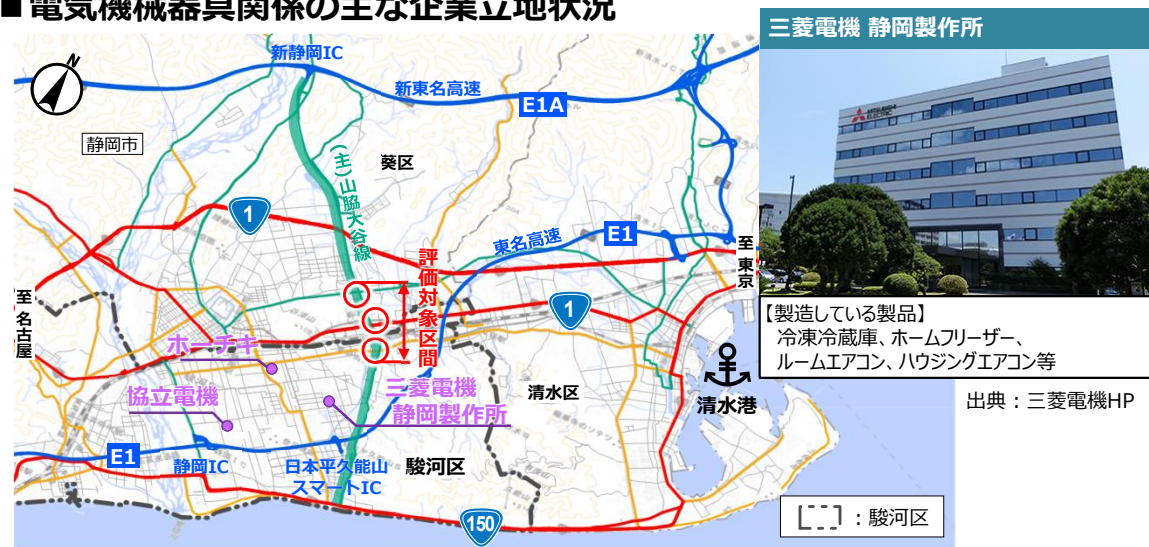 ■電気機械器具関係の主な企業立地状況
三菱電機 静岡製作所
MITSUBISHI
ELECTRIC
【製造している製品】
冷凍冷蔵庫、ホームフリーザー、
ルームエアコン、ハウジングエアコン等
出典：三菱電機HP
N
新静岡IC
新東名高速
E1A
静岡市
葵区
(主)山脇大谷線
1
東名高速
E1
至東京
評価対象区間
至名古屋
1
ホーチキ
協立電機
三菱電機
静岡製作所
清水区
清水港
E1
静岡IC
日本平久能山
スマートIC
駿河区
150
：駿河区